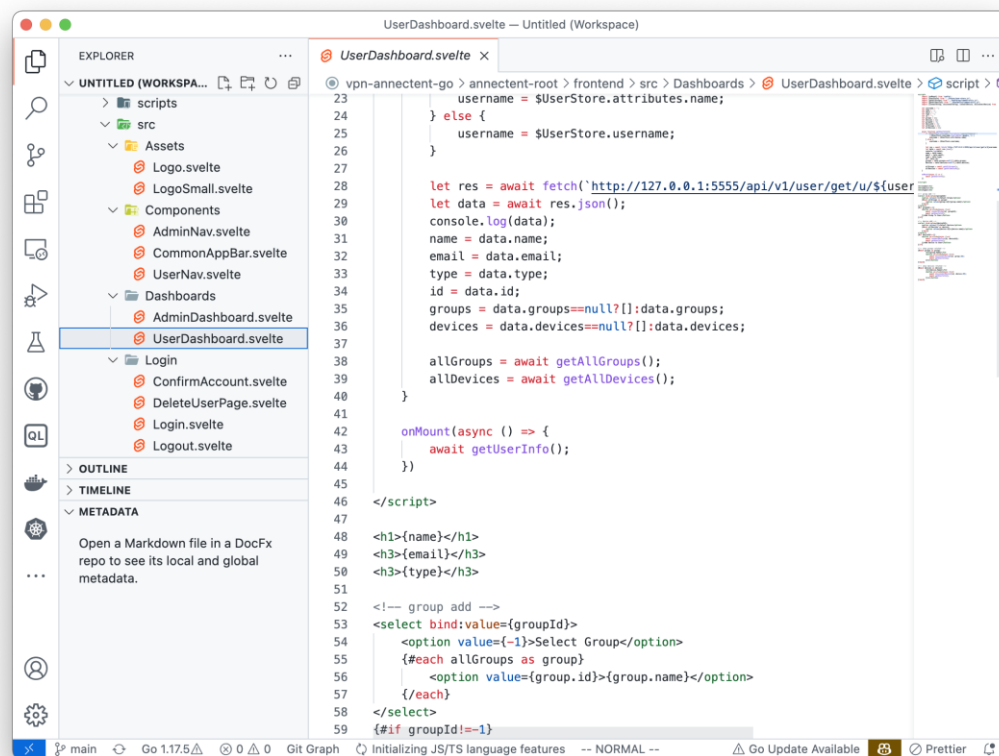 UserDashboard.svelte — Untitled (Workspace)
EXPLORER
UserDashboard.svelte
UNTITLED (WORKSPA...
vpn-annectent-go > annectent-root > frontend > src > Dashboards > UserDashboard.svelte > script >
scripts
src
Assets
Logo.svelte
LogoSmall.svelte
Components
AdminNav.svelte
CommonAppBar.svelte
UserNav.svelte
Dashboards
AdminDashboard.svelte
UserDashboard.svelte
Login
ConfirmAccount.svelte
DeleteUserPage.svelte
Login.svelte
Logout.svelte
OUTLINE
TIMELINE
METADATA
Open a Markdown file in a DocFx
repo to see its local and global
metadata.
QL
23 username = $UserStore.attributes.name;
24 } else {
25 username = $UserStore.username;
26 }
27
28 let res = await fetch(`http://127.0.0.1:5555/api/v1/user/get/u/${user
29 let data = await res.json();
30 console.log(data);
31 name = data.name;
32 email = data.email;
33 type = data.type;
34 id = data.id;
35 groups = data.groups==null?[]:data.groups;
36 devices = data.devices==null?[]:data.devices;
37
38 allGroups = await getAllGroups();
39 allDevices = await getAllDevices();
40 }
41
42 onMount(async () => {
43 await getUserInfo();
44 })
45
46 </script>
47
48 <h1>{name}</h1>
49 <h3>{email}</h3>
50 <h3>{type}</h3>
51
52 <!-- group add -->
53 <select bind:value={groupId}>
54 <option value={-1}>Select Group</option>
55 {#each allGroups as group}
56 <option value={group.id}>{group.name}</option>
57 {/each}
58 </select>
59 {#if groupId!=-1}
main Go 1.17.5 0 0 Git Graph Initializing JS/TS language features -- NORMAL -- Go Update Available Prettier